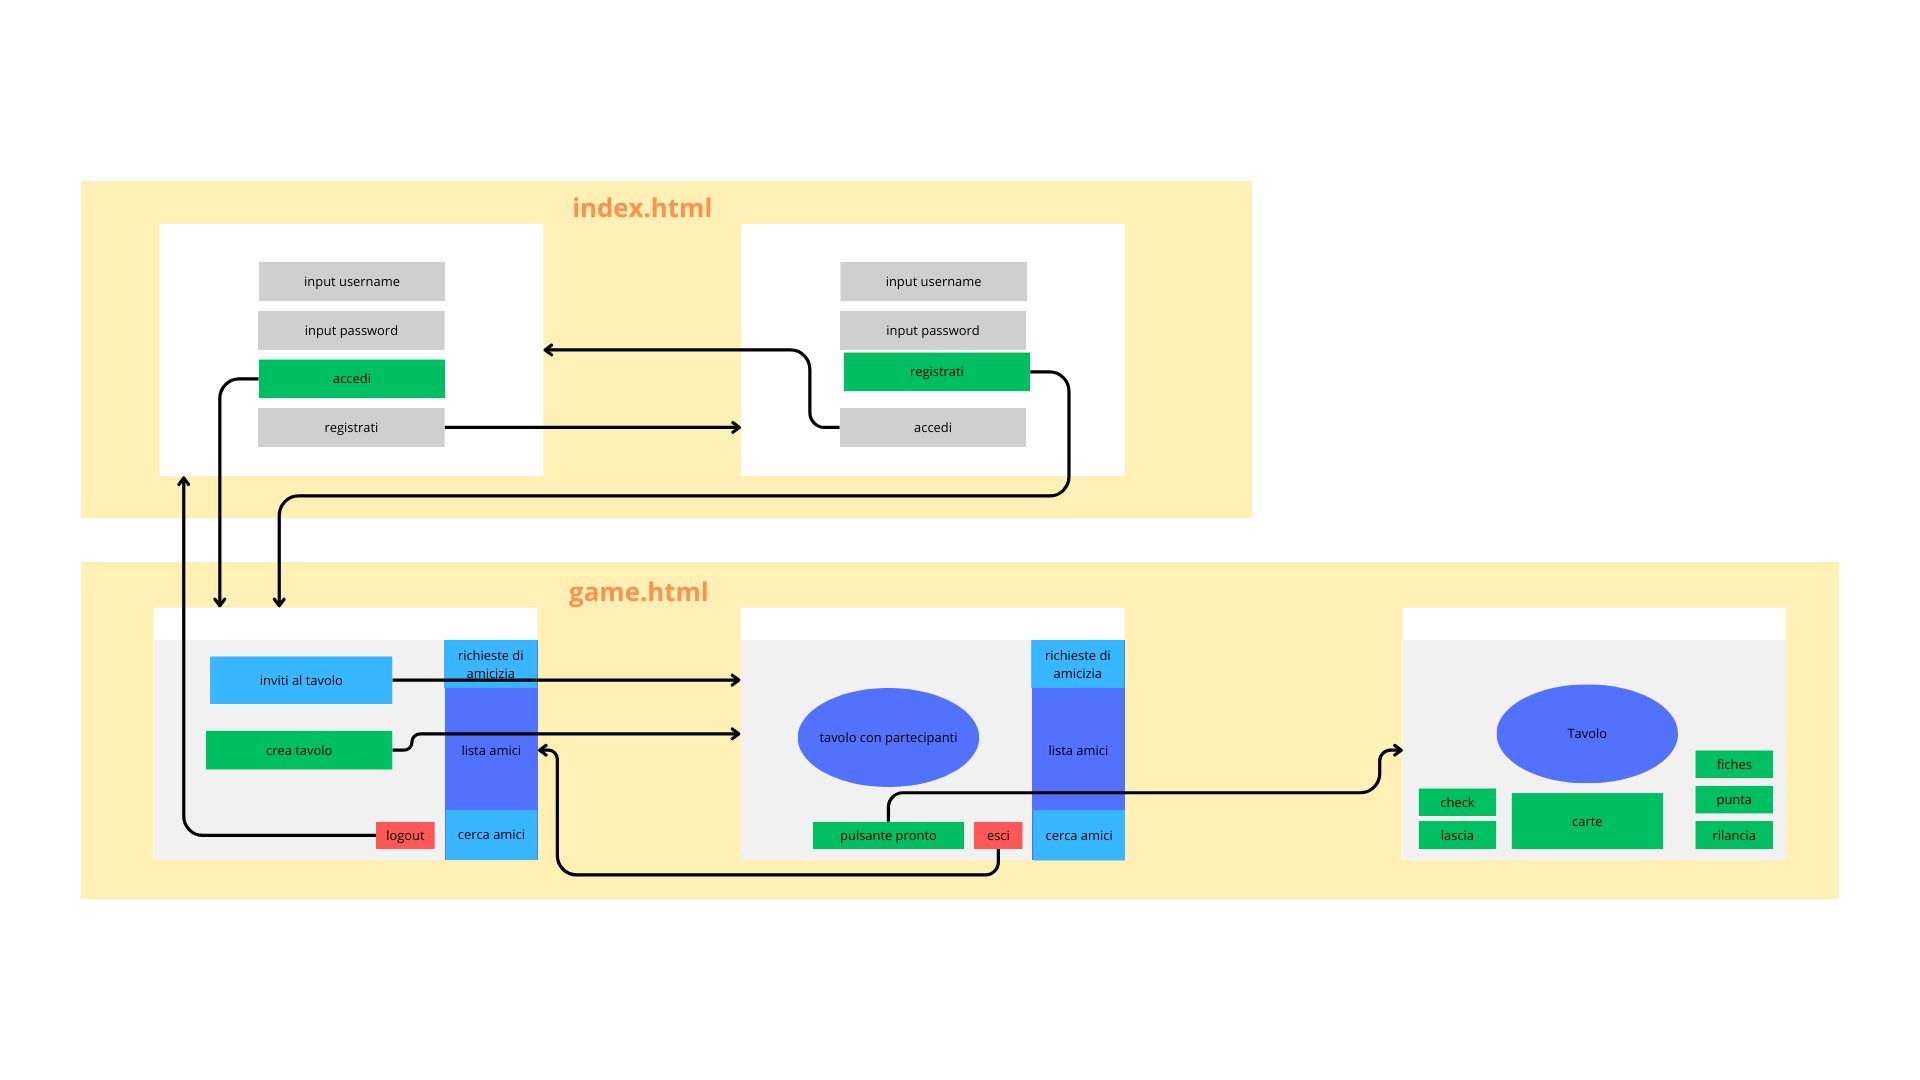 index.html
input username
input password
accedi
registrati
input username
input password
registrati
accedi
game.html
inviti al tavolo
crea tavolo
logout
richieste di
amicizia
lista amici
cerca amici
tavolo con partecipanti
pulsante pronto
esci
richieste di
amicizia
lista amici
cerca amici
Tavolo
check
lascia
carte
fiches
punta
rilancia